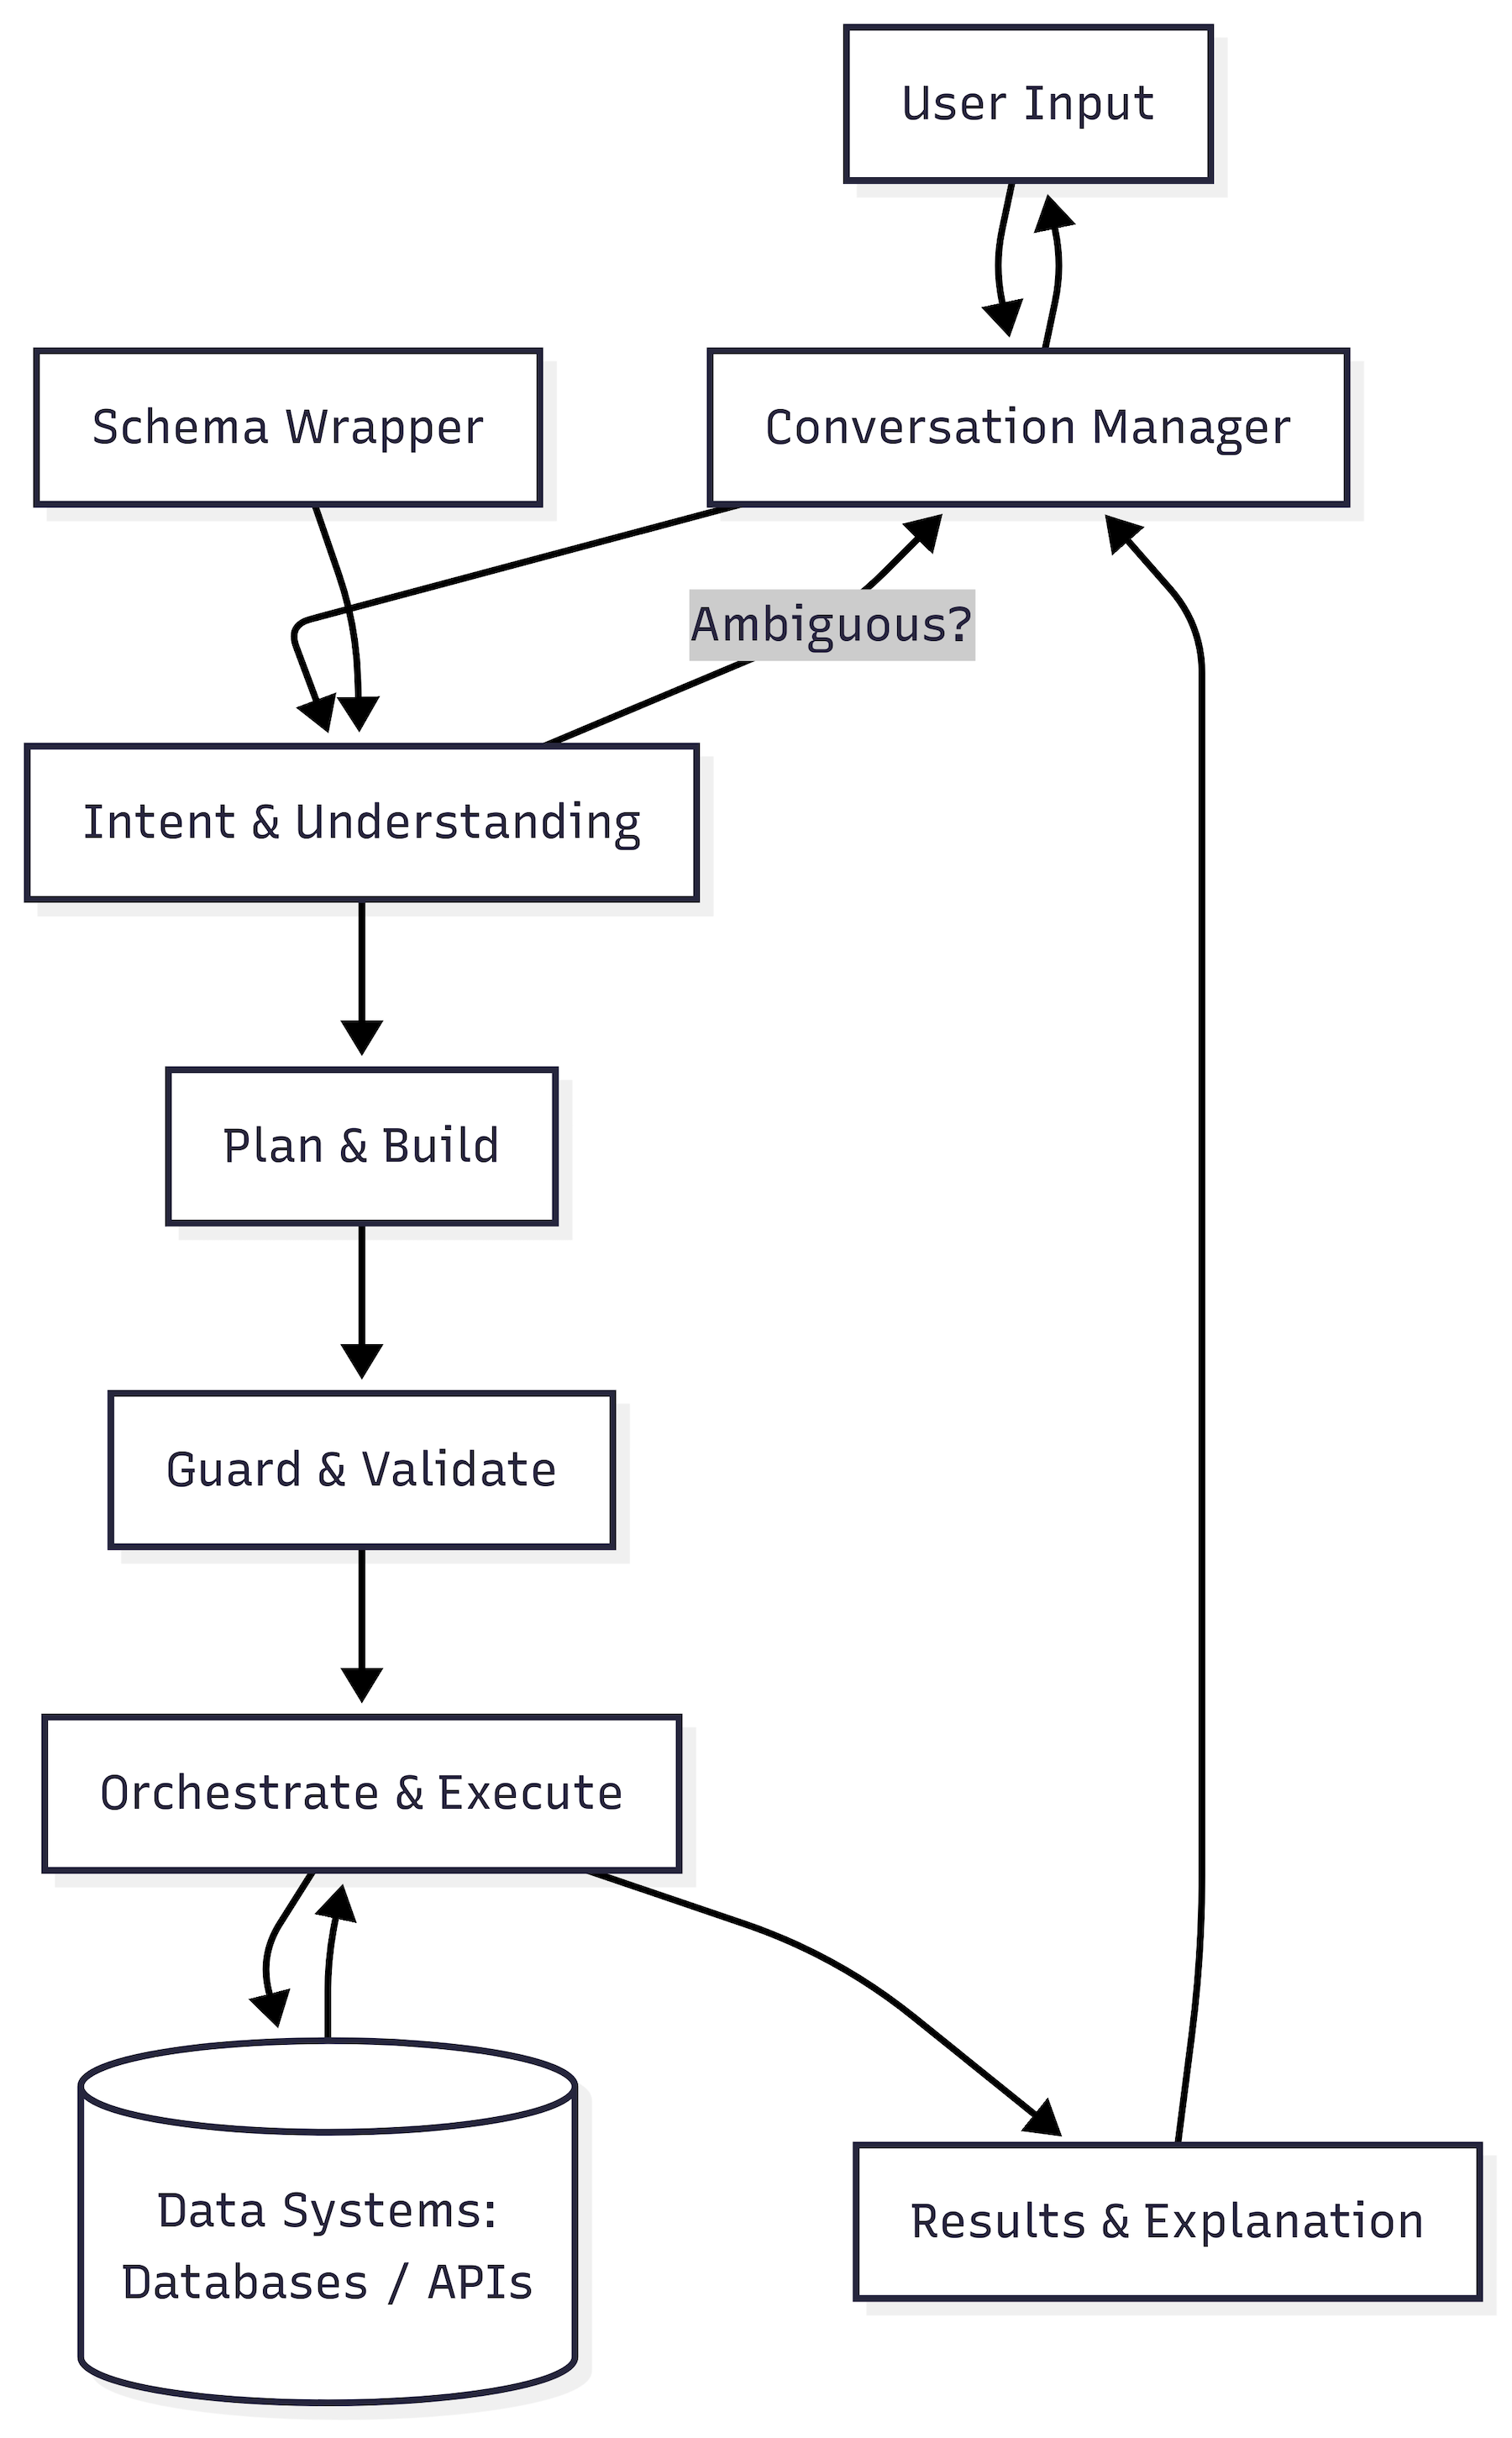 User Input
Schema Wrapper
Conversation Manager
Ambiguous?
Intent & Understanding
Plan & Build
Guard & Validate
Orchestrate & Execute
Data Systems:
Databases / APIs
Results & Explanation